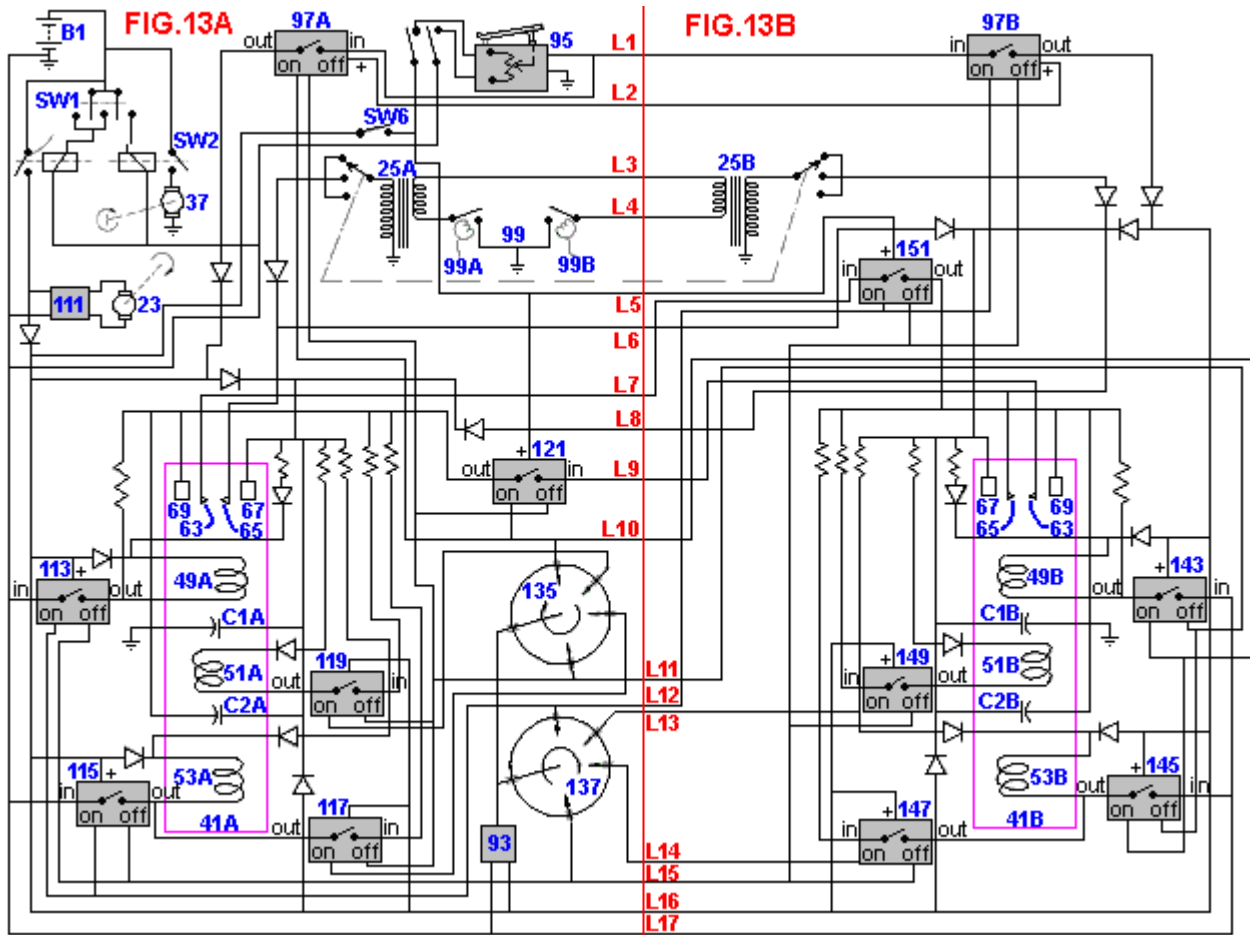 FIG.13A FIG.13B
B1
97A
out in
on off +
95
L1
97B
in out
on off +
L2
SW1
SW6
SW2
25A
L3
25B
37
L4
99
99A 99B
+ 151
in out
on off
111
23
L5
L6
L7
L8
+ 121
out in
on off
L9
69 67
63 65
67 69
65 63
L10
113 +
in out
on off
49A
135
49B
+ 143
out in
on off
C1A
C1B
119
51A
out in
on off
L11
149
+
in out
on off
51B
L12
C2A
L13
C2B
115 +
in out
on off
53A
137
53B
+ 145
out in
on off
41A
117
out in
on off
93
+ 147
in out
on off
41B
L14
L15
L16
L17